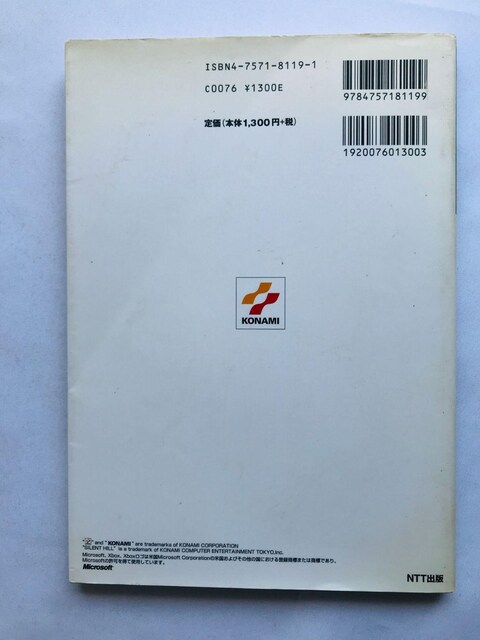 ISBN4-7571-8119-1
C0076 ¥1300E
定価(本体1,300円+税)
9784757181199
1920076013003
KONAMI
and "KONAMI" are trademarks of KONAMI CORPORATION
"SILENT HILL" is a trademark of KONAMI COMPUTER ENTERTAINMENT TOKYO,Inc.
Microsoft、Xbox、Xboxロゴは米国Microsoft Corporationの米国およびその他の国における登録商標または商標であり、
Microsoftの許可を得て使用しています。
Microsoft
NTT出版